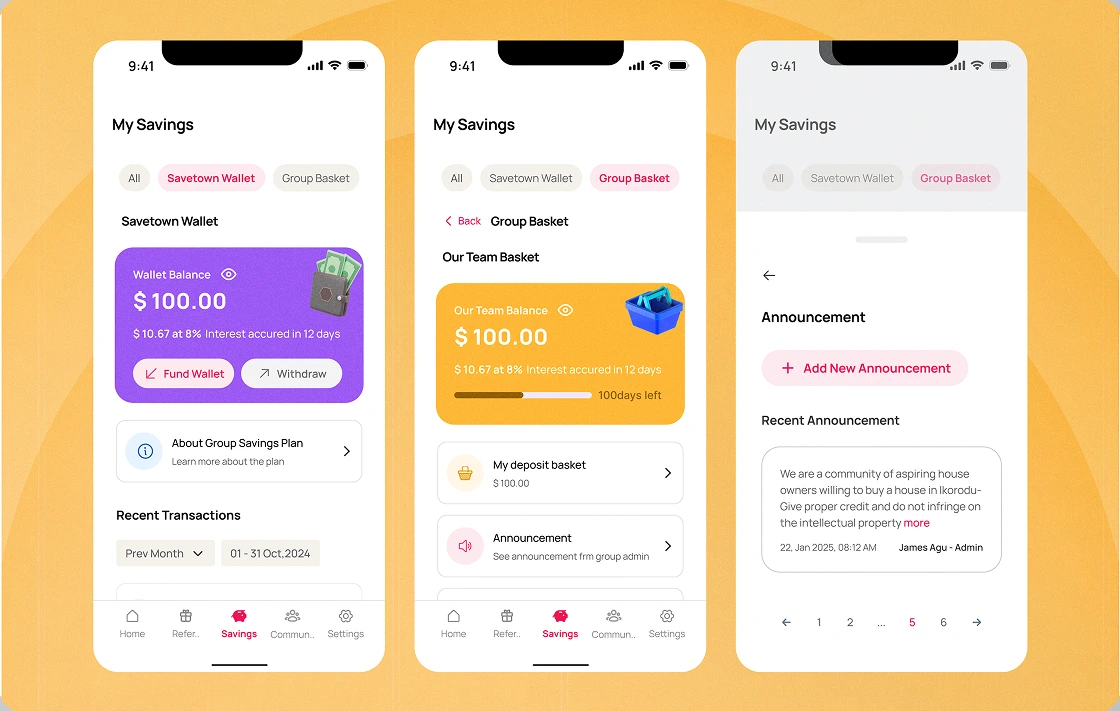 9:41
My Savings
All
Savetown Wallet
Group Basket
Savetown Wallet
Wallet Balance
$ 100.00
$ 10.67 at 8% Interest accured in 12 days
Fund Wallet
Withdraw
About Group Savings Plan
Learn more about the plan
Recent Transactions
Prev Month
01 - 31 Oct,2024
Home
Refer..
Savings
Commun..
Settings
9:41
My Savings
All
Savetown Wallet
Group Basket
Back
Group Basket
Our Team Basket
Our Team Balance
$ 100.00
$ 10.67 at 8% Interest accured in 12 days
100days left
My deposit basket
$ 100.00
Announcement
See announcement frm group admin
Home
Refer..
Savings
Commun..
Settings
9:41
My Savings
All
Savetown Wallet
Group Basket
Announcement
Add New Announcement
Recent Announcement
We are a community of aspiring house
owners willing to buy a house in Ikorodu-
Give proper credit and do not infringe on
the intellectual property more
22, Jan 2025, 08:12 AM
James Agu - Admin
1 2 ... 5 6